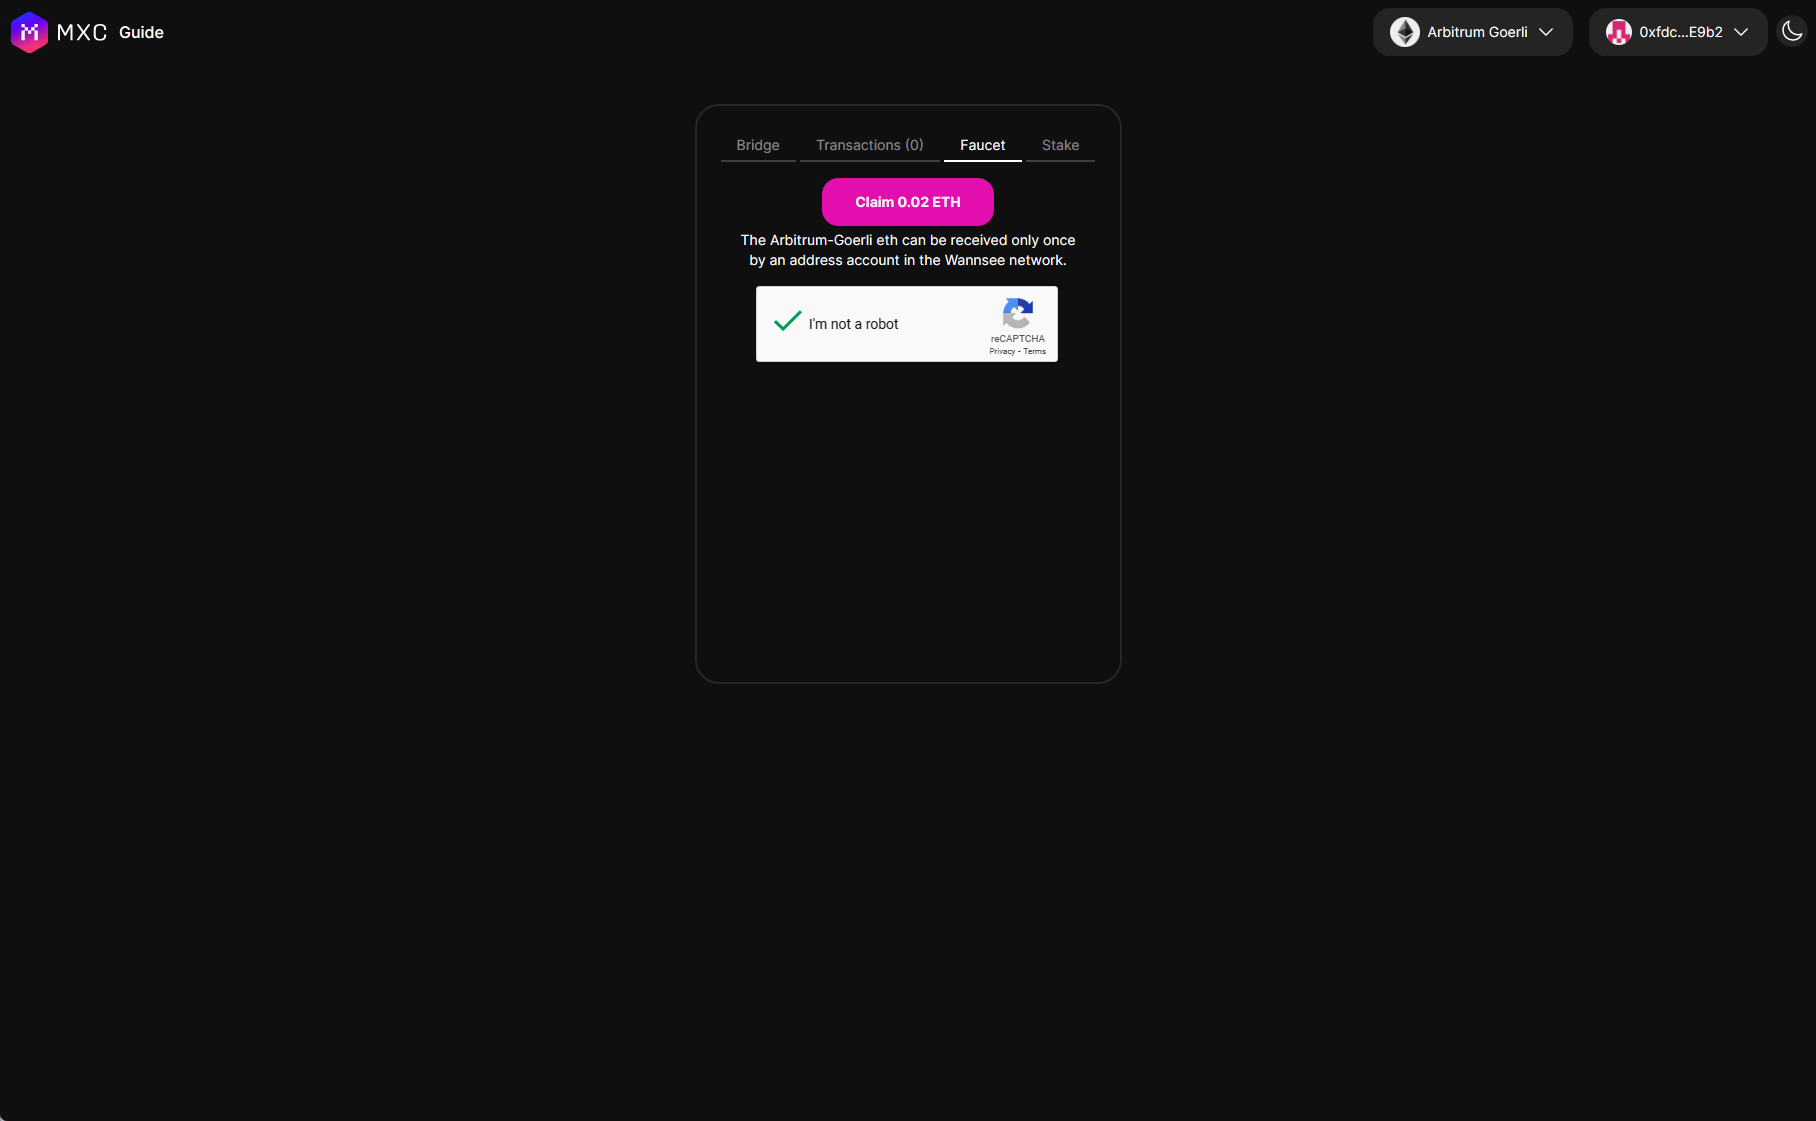 MXC
Guide
Arbitrum Goerli
0xfdc...E9b2
Bridge
Transactions (0)
Faucet
Stake
Claim 0.02 ETH
The Arbitrum-Goerli eth can be received only once
by an address account in the Wannsee network.
I'm not a robot
reCAPTCHA
Privacy - Terms